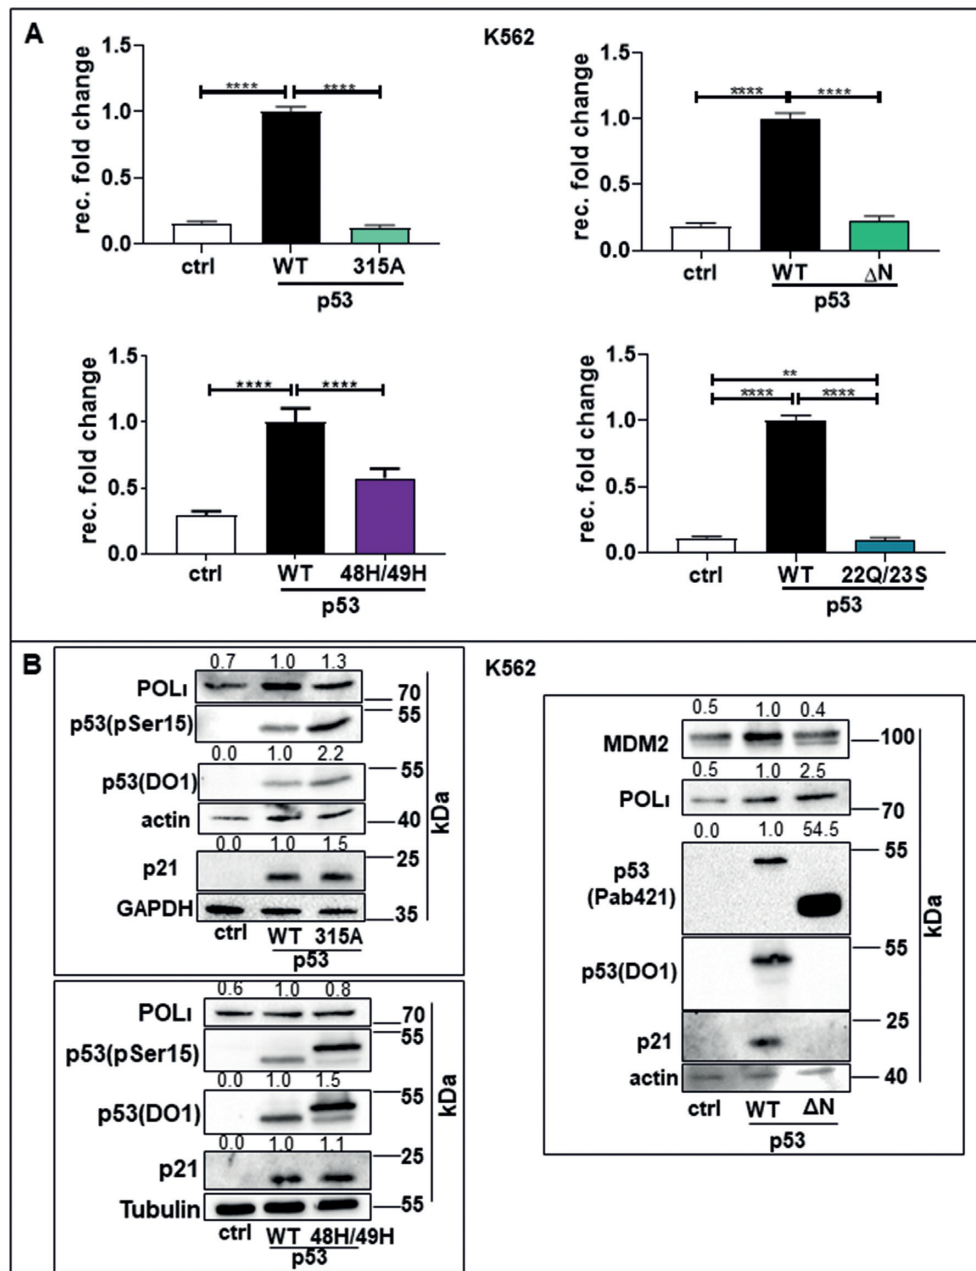 A
K562
rec. fold change
1.5
1.0
0.5
0.0
****
****
ctrl WT 315A
p53
rec. fold change
1.5
1.0
0.5
0.0
****
****
ctrl WT ΔN
p53
rec. fold change
1.5
1.0
0.5
0.0
****
****
ctrl WT 48H/49H
p53
rec. fold change
1.5
1.0
0.5
0.0
**
****
****
ctrl WT 22Q/23S
p53
B
K562
0.7 1.0 1.3
POLι
70
p53(pSer15)
55
0.0 1.0 2.2
p53(DO1)
55
actin
40
0.0 1.0 1.5
p21
25
GAPDH
35
kDa
ctrl WT 315A
p53
0.6 1.0 0.8
POLι
70
p53(pSer15)
55
0.0 1.0 1.5
p53(DO1)
55
0.0 1.0 1.1
p21
25
Tubulin
55
kDa
ctrl WT 48H/49H
p53
0.5 1.0 0.4
MDM2
100
0.5 1.0 2.5
POLι
70
0.0 1.0 54.5
p53
(Pab421)
55
p53(DO1)
55
p21
25
actin
40
kDa
ctrl WT ΔN
p53